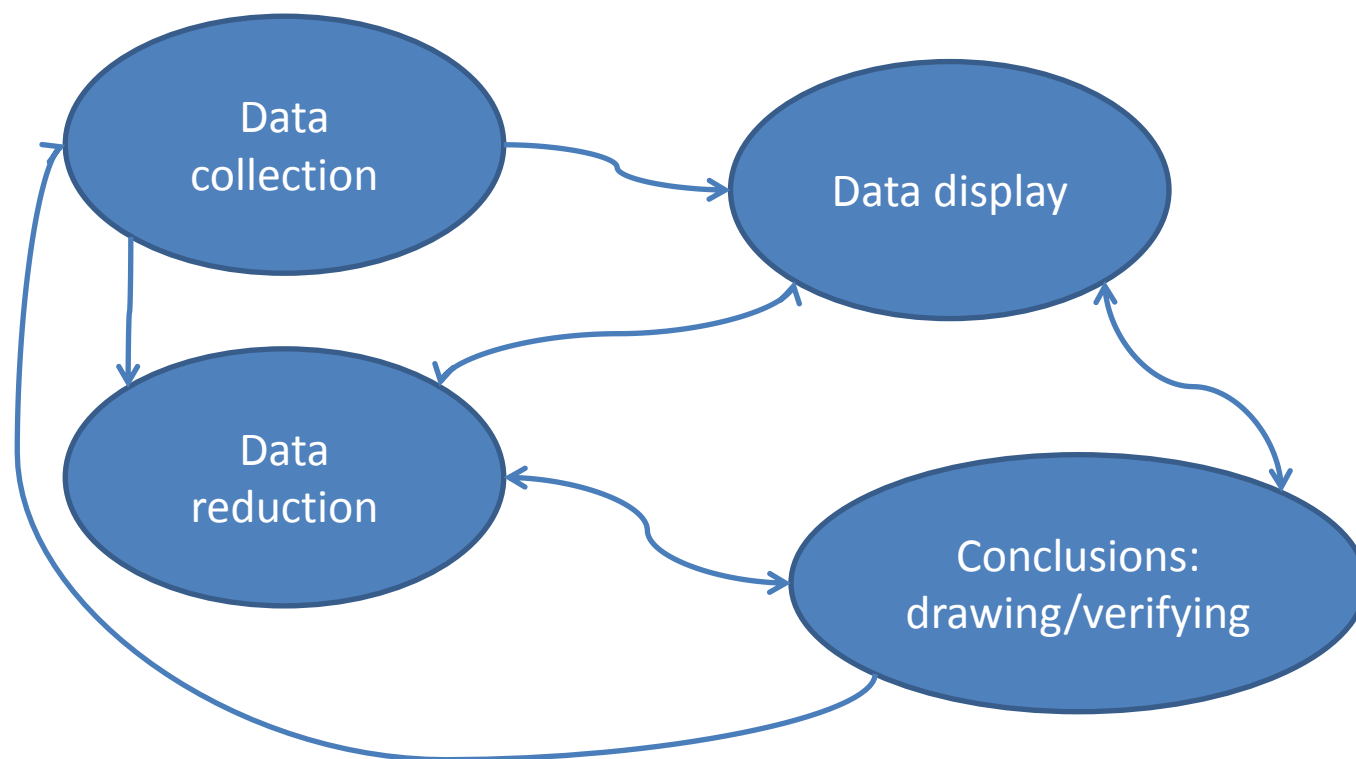 Data
collection
Data display
Data
reduction
Conclusions:
drawing/verifying